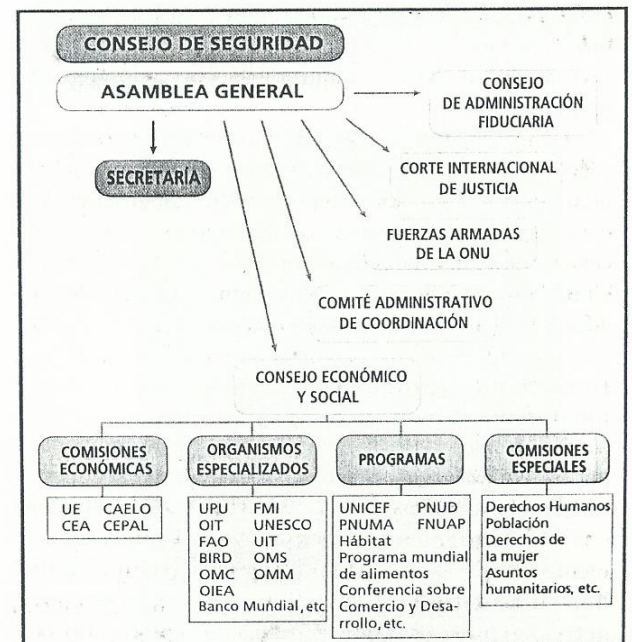 CONSEJO DE SEGURIDAD
ASAMBLEA GENERAL
CONSEJO
DE ADMINISTRACIÓN
FIDUCIARIA
SECRETARÍA
CORTE INTERNACIONAL
DE JUSTICIA
FUERZAS ARMADAS
DE LA ONU
COMITÉ ADMINISTRATIVO
DE COORDINACIÓN
CONSEJO ECONÓMICO
Y SOCIAL
COMISIONES
ECONÓMICAS
UE CAELO
CEA CEPAL
ORGANISMOS
ESPECIALIZADOS
UPU FMI
OIT UNESCO
FAO UIT
BIRD OMS
OMC OMM
OIEA
Banco Mundial, etc.
PROGRAMAS
UNICEF PNUD
PNUMA FNUAP
Hábitat
Programa mundial
de alimentos
Conferencia sobre
Comercio y Desa-
rrollo, etc.
COMISIONES
ESPECIALES
Derechos Humanos
Población
Derechos de
la mujer
Asuntos
humanitarios, etc.